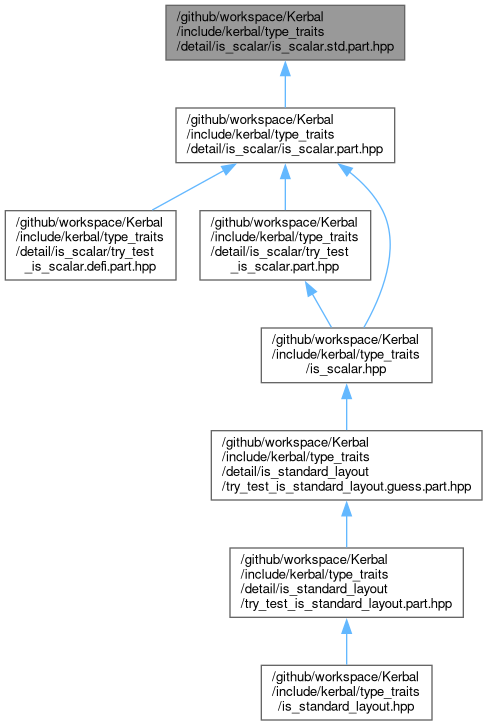 /github/workspace/Kerbal
/include/kerbal/type_traits
/detail/is_scalar/is_scalar.std.part.hpp
/github/workspace/Kerbal
/include/kerbal/type_traits
/detail/is_scalar/is_scalar.part.hpp
/github/workspace/Kerbal
/include/kerbal/type_traits
/detail/is_scalar/try_test
_is_scalar.defi.part.hpp
/github/workspace/Kerbal
/include/kerbal/type_traits
/detail/is_scalar/try_test
_is_scalar.part.hpp
/github/workspace/Kerbal
/include/kerbal/type_traits
/is_scalar.hpp
/github/workspace/Kerbal
/include/kerbal/type_traits
/detail/is_standard_layout
/try_test_is_standard_layout.guess.part.hpp
/github/workspace/Kerbal
/include/kerbal/type_traits
/detail/is_standard_layout
/try_test_is_standard_layout.part.hpp
/github/workspace/Kerbal
/include/kerbal/type_traits
/is_standard_layout.hpp